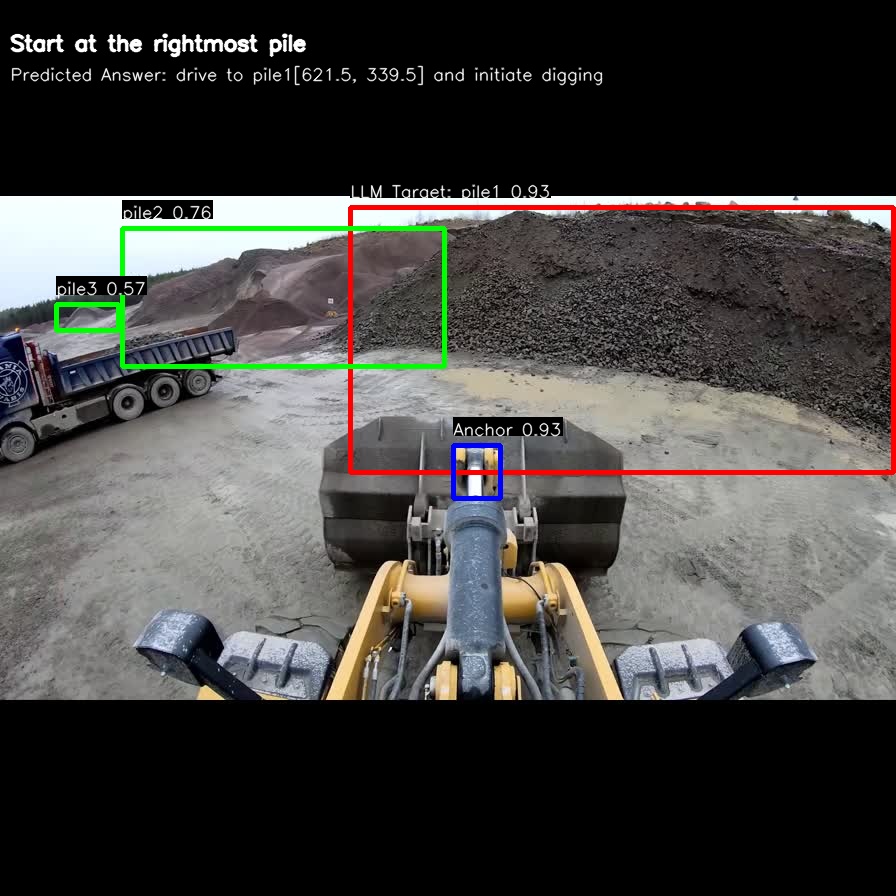 Start at the rightmost pile
Predicted Answer: drive to pile1[621.5, 339.5] and initiate digging
LLM Target: pile1 0.93
pile2 0.76
pile3 0.57
Anchor 0.93